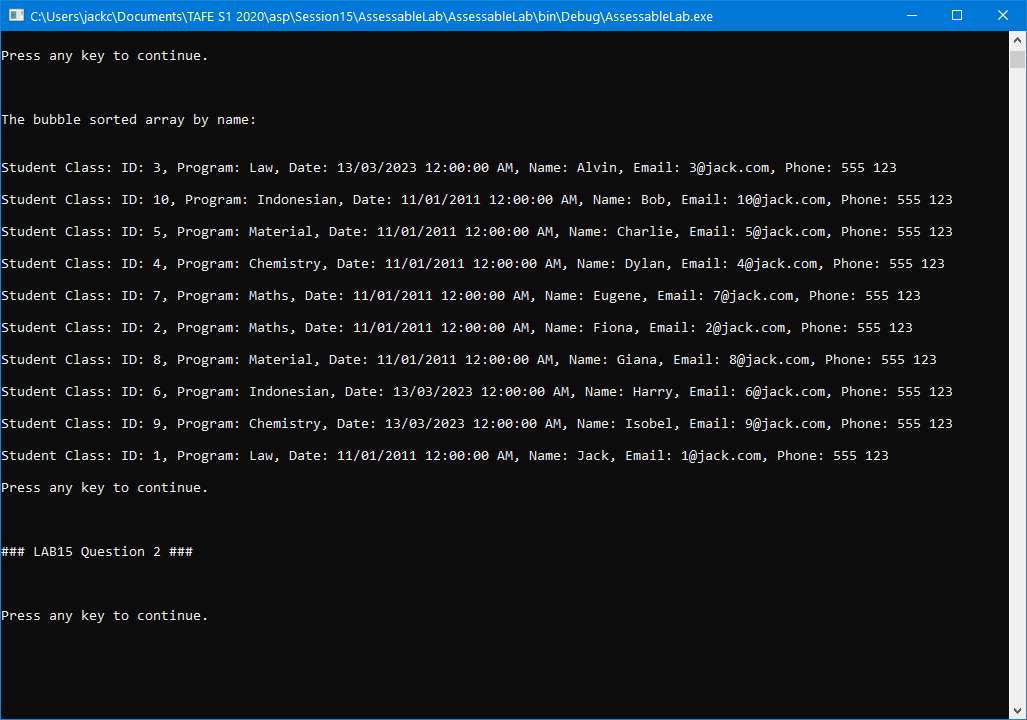 C:\Users\jackc\Documents\TAFE S1 2020\asp\Session15\AssessableLab\AssessableLab\bin\Debug\AssessableLab.exe
Press any key to continue.
The bubble sorted array by name:
Student Class: ID: 3, Program: Law, Date: 13/03/2023 12:00:00 AM, Name: Alvin, Email: 3@jack.com, Phone: 555 123
Student Class: ID: 10, Program: Indonesian, Date: 11/01/2011 12:00:00 AM, Name: Bob, Email: 10@jack.com, Phone: 555 123
Student Class: ID: 5, Program: Material, Date: 11/01/2011 12:00:00 AM, Name: Charlie, Email: 5@jack.com, Phone: 555 123
Student Class: ID: 4, Program: Chemistry, Date: 11/01/2011 12:00:00 AM, Name: Dylan, Email: 4@jack.com, Phone: 555 123
Student Class: ID: 7, Program: Maths, Date: 11/01/2011 12:00:00 AM, Name: Eugene, Email: 7@jack.com, Phone: 555 123
Student Class: ID: 2, Program: Maths, Date: 11/01/2011 12:00:00 AM, Name: Fiona, Email: 2@jack.com, Phone: 555 123
Student Class: ID: 8, Program: Material, Date: 11/01/2011 12:00:00 AM, Name: Giana, Email: 8@jack.com, Phone: 555 123
Student Class: ID: 6, Program: Indonesian, Date: 13/03/2023 12:00:00 AM, Name: Harry, Email: 6@jack.com, Phone: 555 123
Student Class: ID: 9, Program: Chemistry, Date: 13/03/2023 12:00:00 AM, Name: Isobel, Email: 9@jack.com, Phone: 555 123
Student Class: ID: 1, Program: Law, Date: 11/01/2011 12:00:00 AM, Name: Jack, Email: 1@jack.com, Phone: 555 123
Press any key to continue.
### LAB15 Question 2 ###
Press any key to continue.